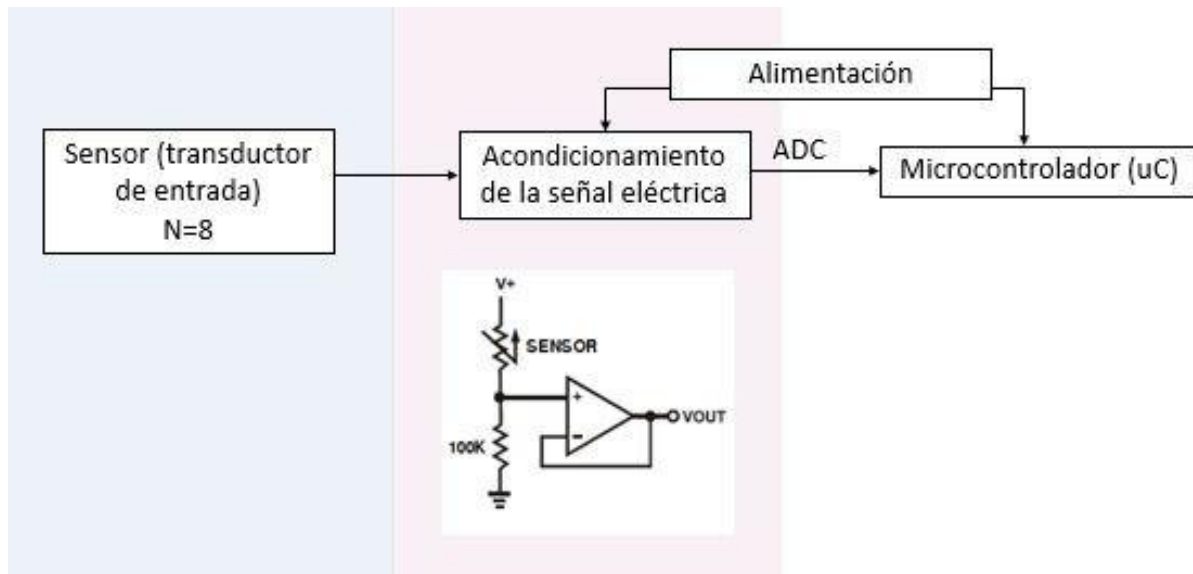 Alimentación
Sensor (transductor
de entrada)
N=8
Acondicionamiento
de la señal eléctrica
ADC
Microcontrolador (uC)
V+
SENSOR
+
-
VOUT
100K